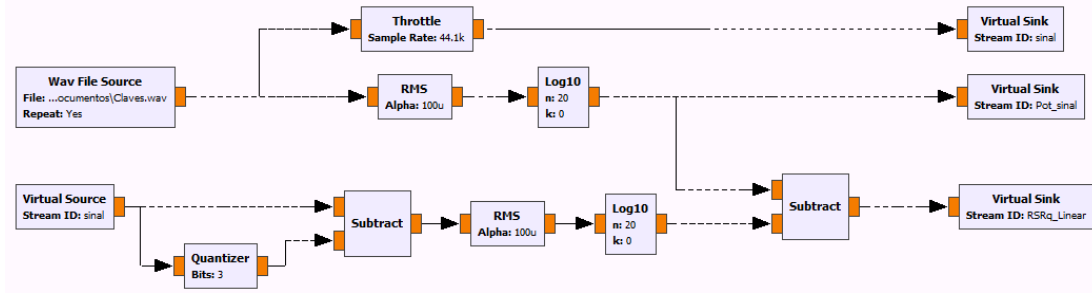 Throttle
Sample Rate: 44.1k
Virtual Sink
Stream ID: sinal
Wav File Source
File: ...ocumentos\Claves.wav
Repeat: Yes
RMS
Alpha: 100u
Log10
n: 20
k: 0
Virtual Sink
Stream ID: Pot_sinal
Virtual Source
Stream ID: sinal
Subtract
RMS
Alpha: 100u
Log10
n: 20
k: 0
Subtract
Virtual Sink
Stream ID: RSRq_Linear
Quantizer
Bits: 3